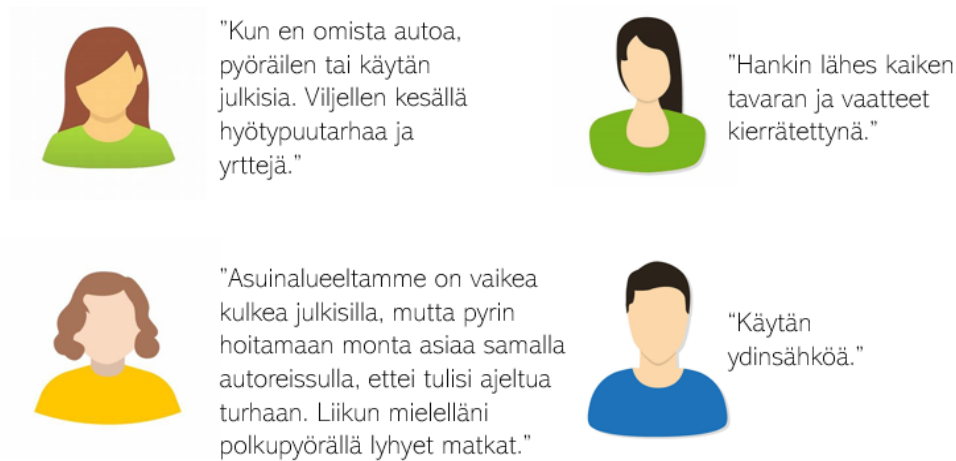 "Kun en omista autoa,
pyöräilen tai käytän
julkisia. Viljellen kesällä
hyötypuutarhaa ja
yrttejä."
"Hankin lähes kaiken
tavaran ja vaatteet
kierrätettynä."
"Asuinalueeltamme on vaikea
kulkea julkisilla, mutta pyrin
hoitamaan monta asiaa samalla
autoreissulla, ettei tulisi ajeltua
turhaan. Liikun mielelläni
polkupyörällä lyhyet matkat."
"Käytän
ydinsähköä."